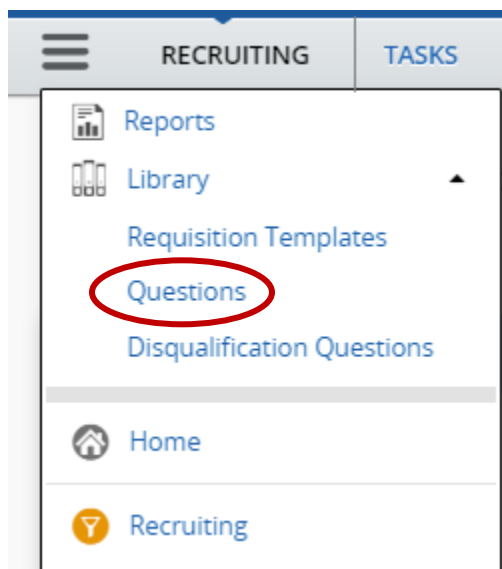 RECRUITING TASKS
Reports
Library
Requisition Templates
Questions
Disqualification Questions
Home
Recruiting